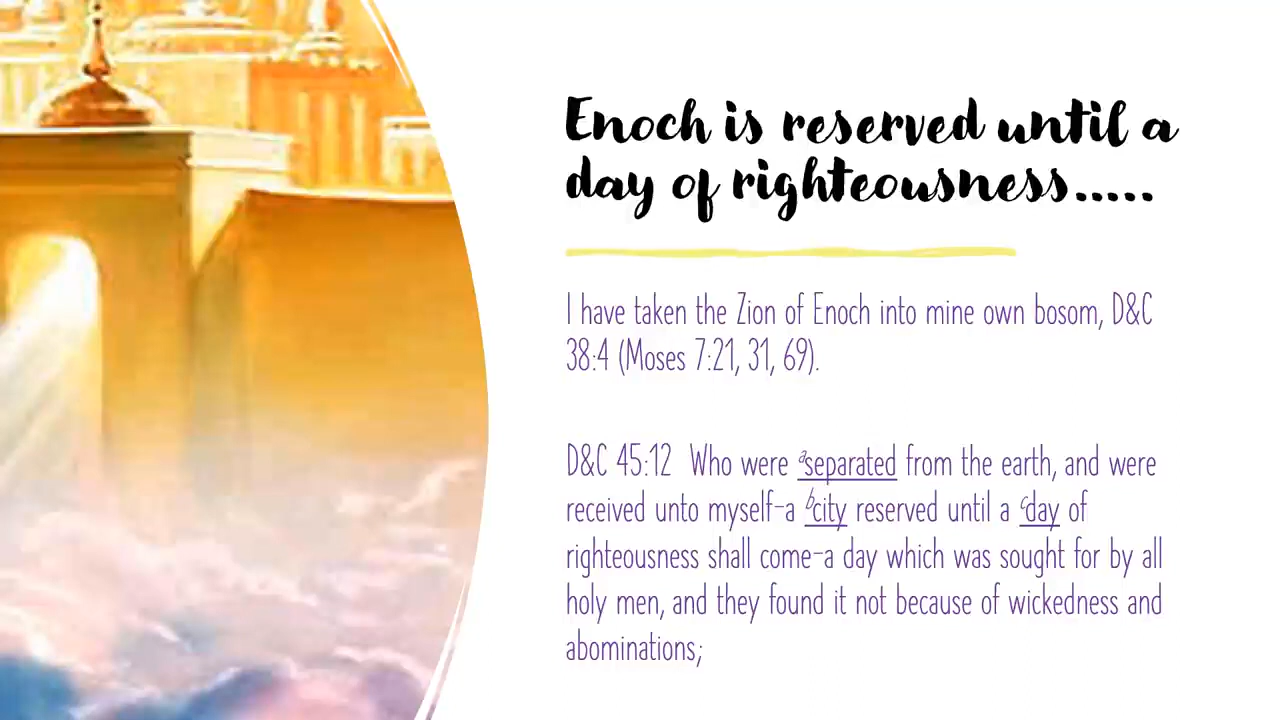 Enoch is reserved until a
day of righteousness.....
I have taken the Zion of Enoch into mine own bosom, D&C
38:4 (Moses 7:21, 31, 69).
D&C 45:12  Who were aseparated from the earth, and were
received unto myself-a bcity reserved until a cday of
righteousness shall come-a day which was sought for by all
holy men, and they found it not because of wickedness and
abominations;